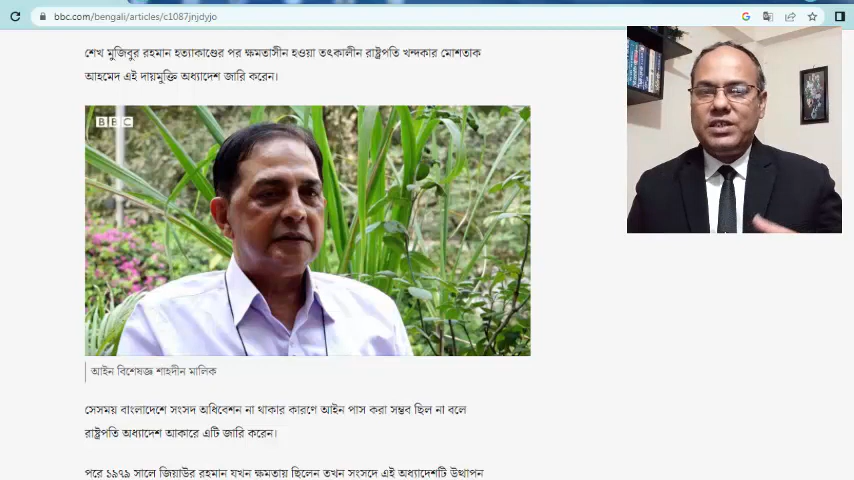 bbc.com/bengali/articles/c1087jnjdyjo
শেখ মুজিবুর রহমান হত্যাকাণ্ডের পর ক্ষমতাসীন হওয়া তৎকালীন রাষ্ট্রপতি খন্দকার মোশতাক
আহমেদ এই দায়মুক্তি অধ্যাদেশ জারি করেন।
BBC
আইন বিশেষজ্ঞ শাহদীন মালিক
সেসময় বাংলাদেশে সংসদ অধিবেশন না থাকার কারণে আইন পাস করা সম্ভব ছিল না বলে
রাষ্ট্রপতি অধ্যাদেশ আকারে এটি জারি করেন।
পরে ১৯৭৯ সালে জিয়াউর রহমান যখন ক্ষমতায় ছিলেন তখন সংসদে এই অধ্যাদেশটি উত্থাপন